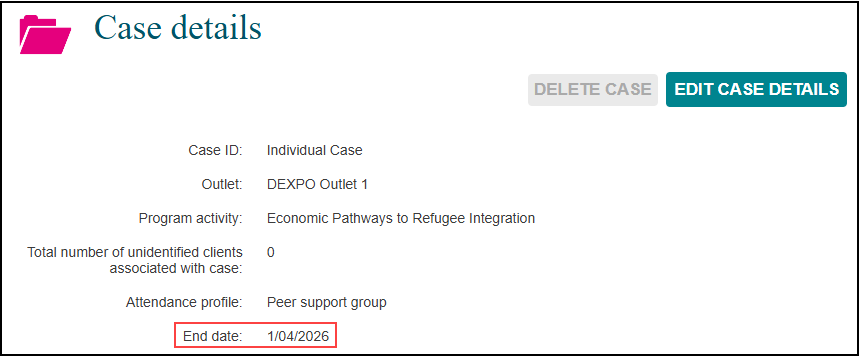 Case details
DELETE CASE EDIT CASE DETAILS
Case ID: Individual Case
Outlet: DEXPO Outlet 1
Program activity: Economic Pathways to Refugee Integration
Total number of unidentified clients 0
associated with case:
Attendance profile: Peer support group
End date: 1/04/2026